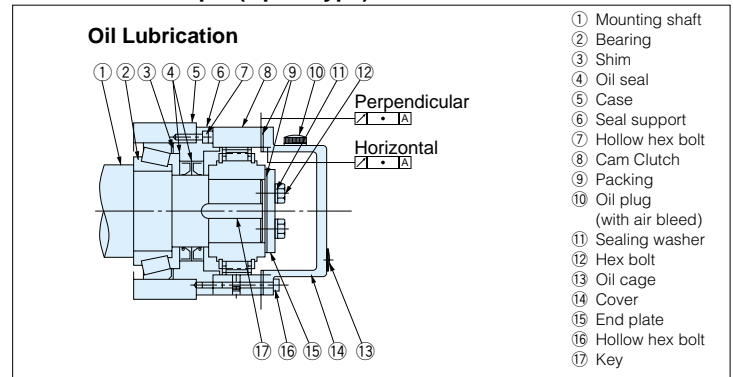 Oil Lubrication
① ② ③ ④ ⑤ ⑥ ⑦ ⑧ ⑨ ⑩ ⑪ ⑫
Perpendicular
A
Horizontal
A
⑰ ⑯ ⑮ ⑭ ⑬
① Mounting shaft
② Bearing
③ Shim
④ Oil seal
⑤ Case
⑥ Seal support
⑦ Hollow hex bolt
⑧ Cam Clutch
⑨ Packing
⑩ Oil plug
(with air bleed)
⑪ Sealing washer
⑫ Hex bolt
⑬ Oil cage
⑭ Cover
⑮ End plate
⑯ Hollow hex bolt
⑰ Key